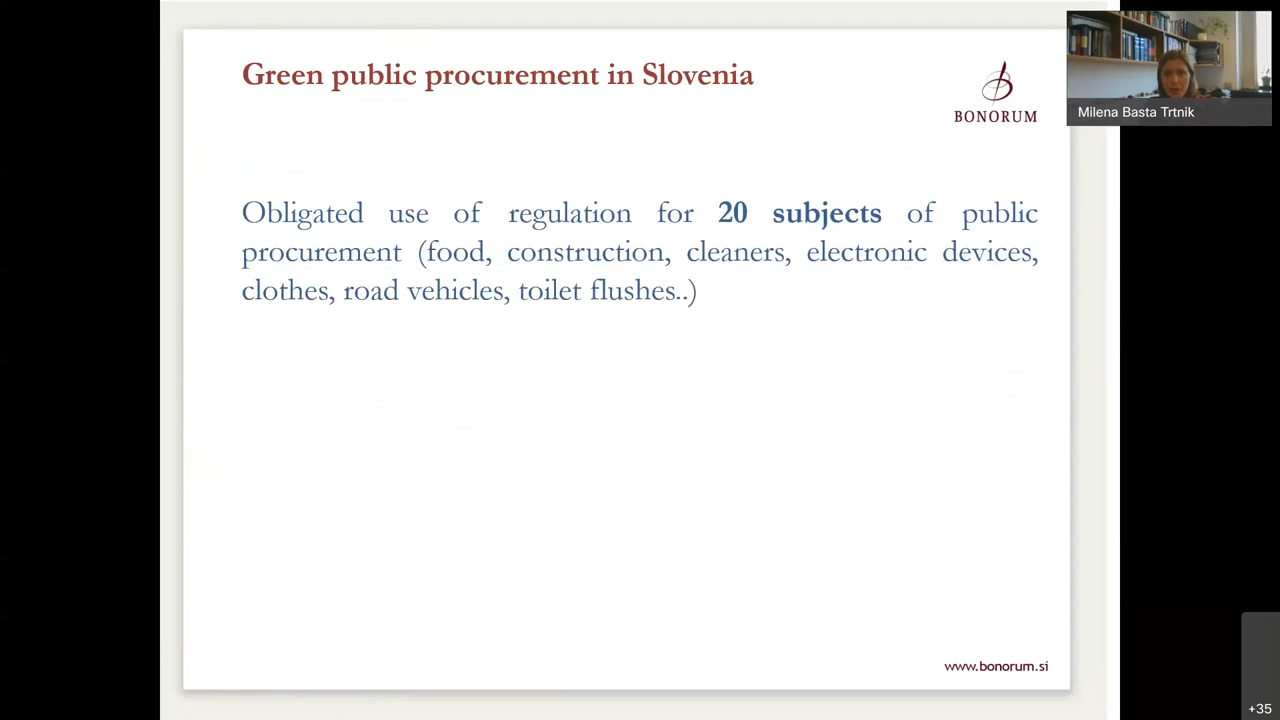 Green public procurement in Slovenia
BONORUM
Milena Basta Trtnik
Obligated use of regulation for 20 subjects of public
procurement (food, construction, cleaners, electronic devices,
clothes, road vehicles, toilet flushes..)
www.bonorum.si
+35